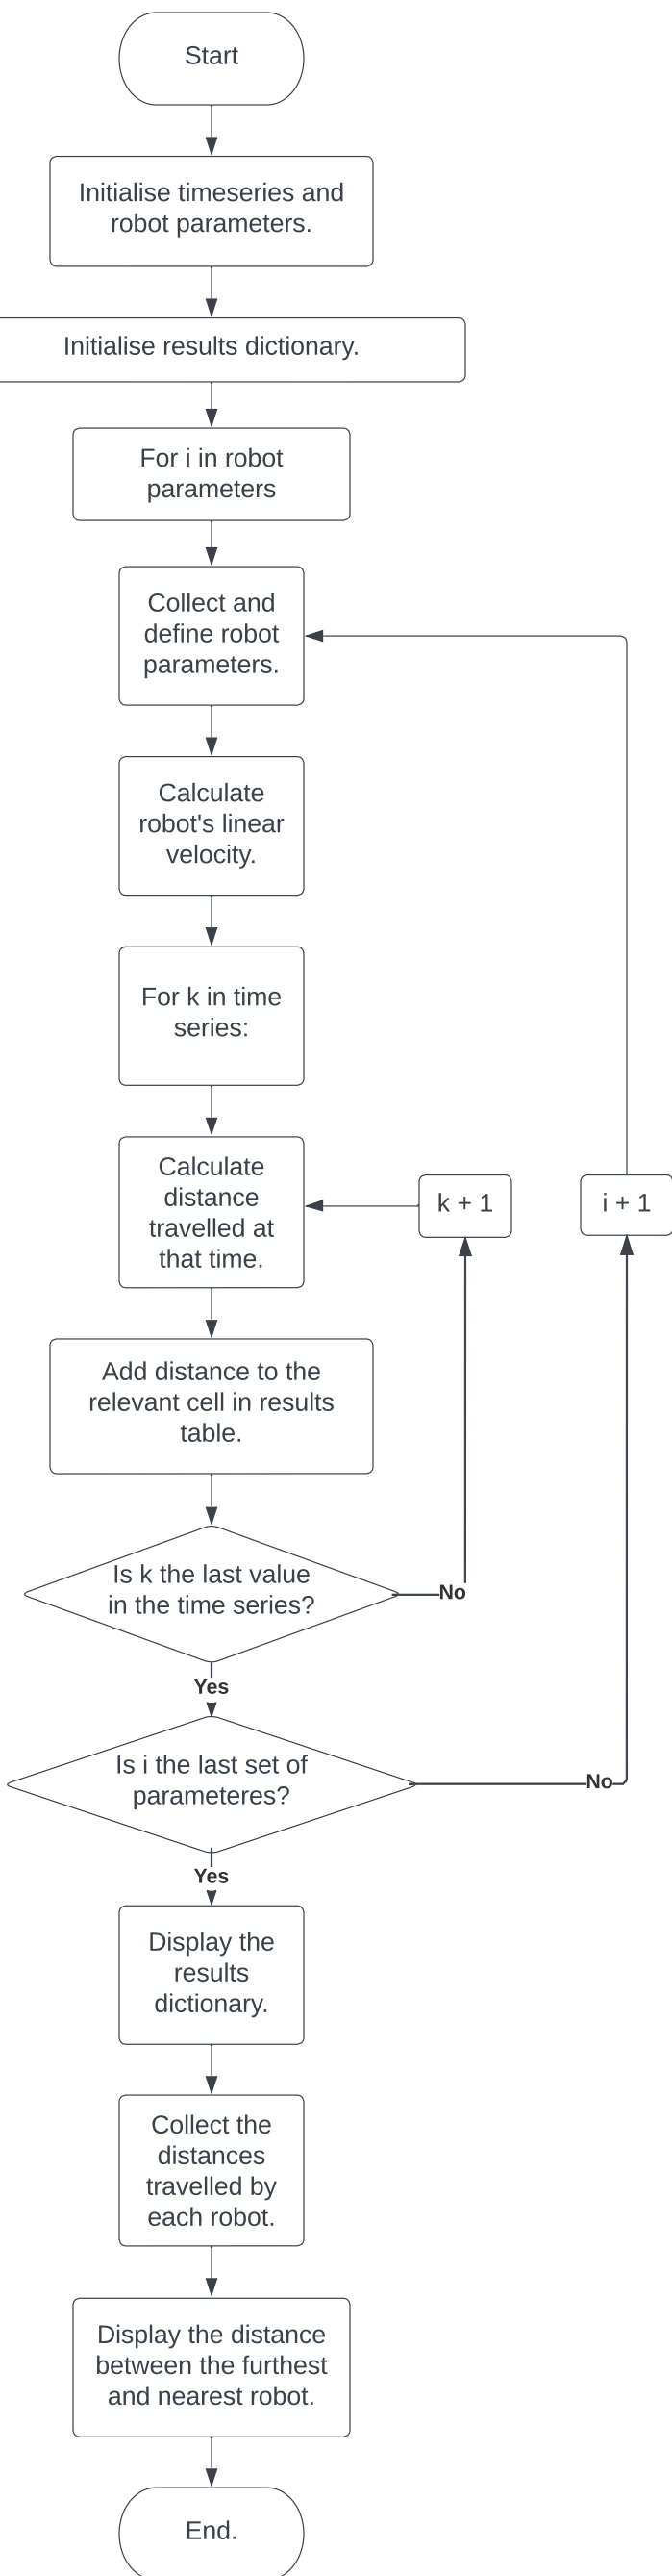 Start
Initialise timeseries and
robot parameters.
Initialise results dictionary.
For i in robot
parameters
Collect and
define robot
parameters.
Calculate
robot's linear
velocity.
For k in time
series:
Calculate
distance
travelled at
that time.
k + 1
i + 1
Add distance to the
relevant cell in results
table.
Is k the last value
in the time series?
No
Yes
Is i the last set of
parameteres?
No
Yes
Display the
results
dictionary.
Collect the
distances
travelled by
each robot.
Display the distance
between the furthest
and nearest robot.
End.